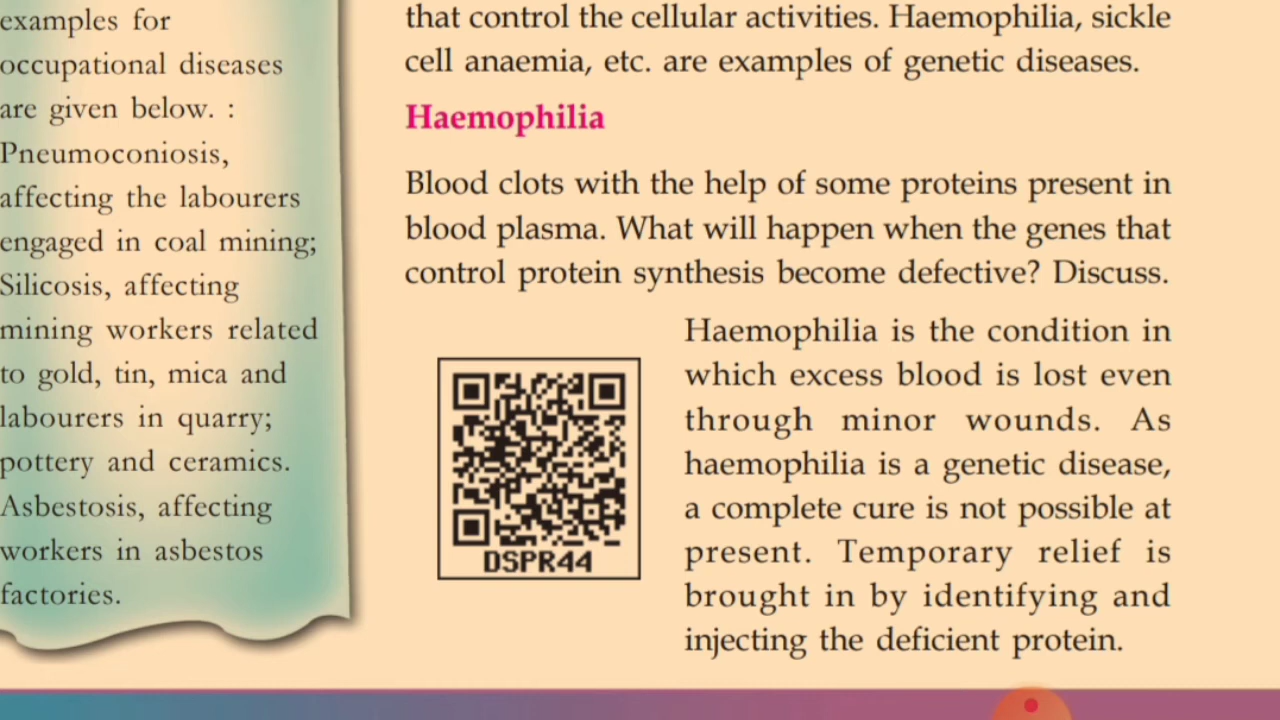 examples for
occupational diseases
are given below. :
Pneumoconiosis,
affecting the labourers
engaged in coal mining;
Silicosis, affecting
mining workers related
to gold, tin, mica and
labourers in quarry;
pottery and ceramics.
Asbestosis, affecting
workers in asbestos
factories.
that control the cellular activities. Haemophilia, sickle
cell anaemia, etc. are examples of genetic diseases.
Haemophilia
Blood clots with the help of some proteins present in
blood plasma. What will happen when the genes that
control protein synthesis become defective? Discuss.
DSPR44
Haemophilia is the condition in
which excess blood is lost even
through minor wounds. As
haemophilia is a genetic disease,
a complete cure is not possible at
present. Temporary relief is
brought in by identifying and
injecting the deficient protein.